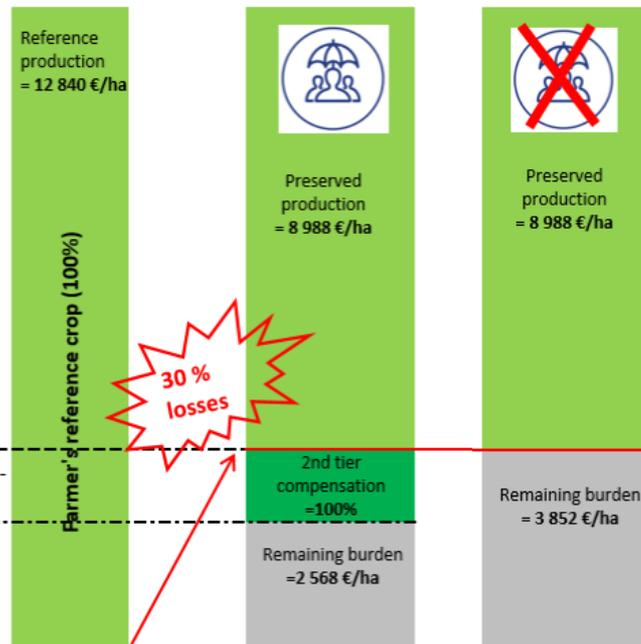 Reference
production
= 12 840 €/ha
Farmer's reference crop (100%)
30 %
losses
Preserved
production
= 8 988 €/ha
2nd tier
compensation
=100%
Remaining burden
=2 568 €/ha
Preserved
production
= 8 988 €/ha
Remaining burden
= 3 852 €/ha